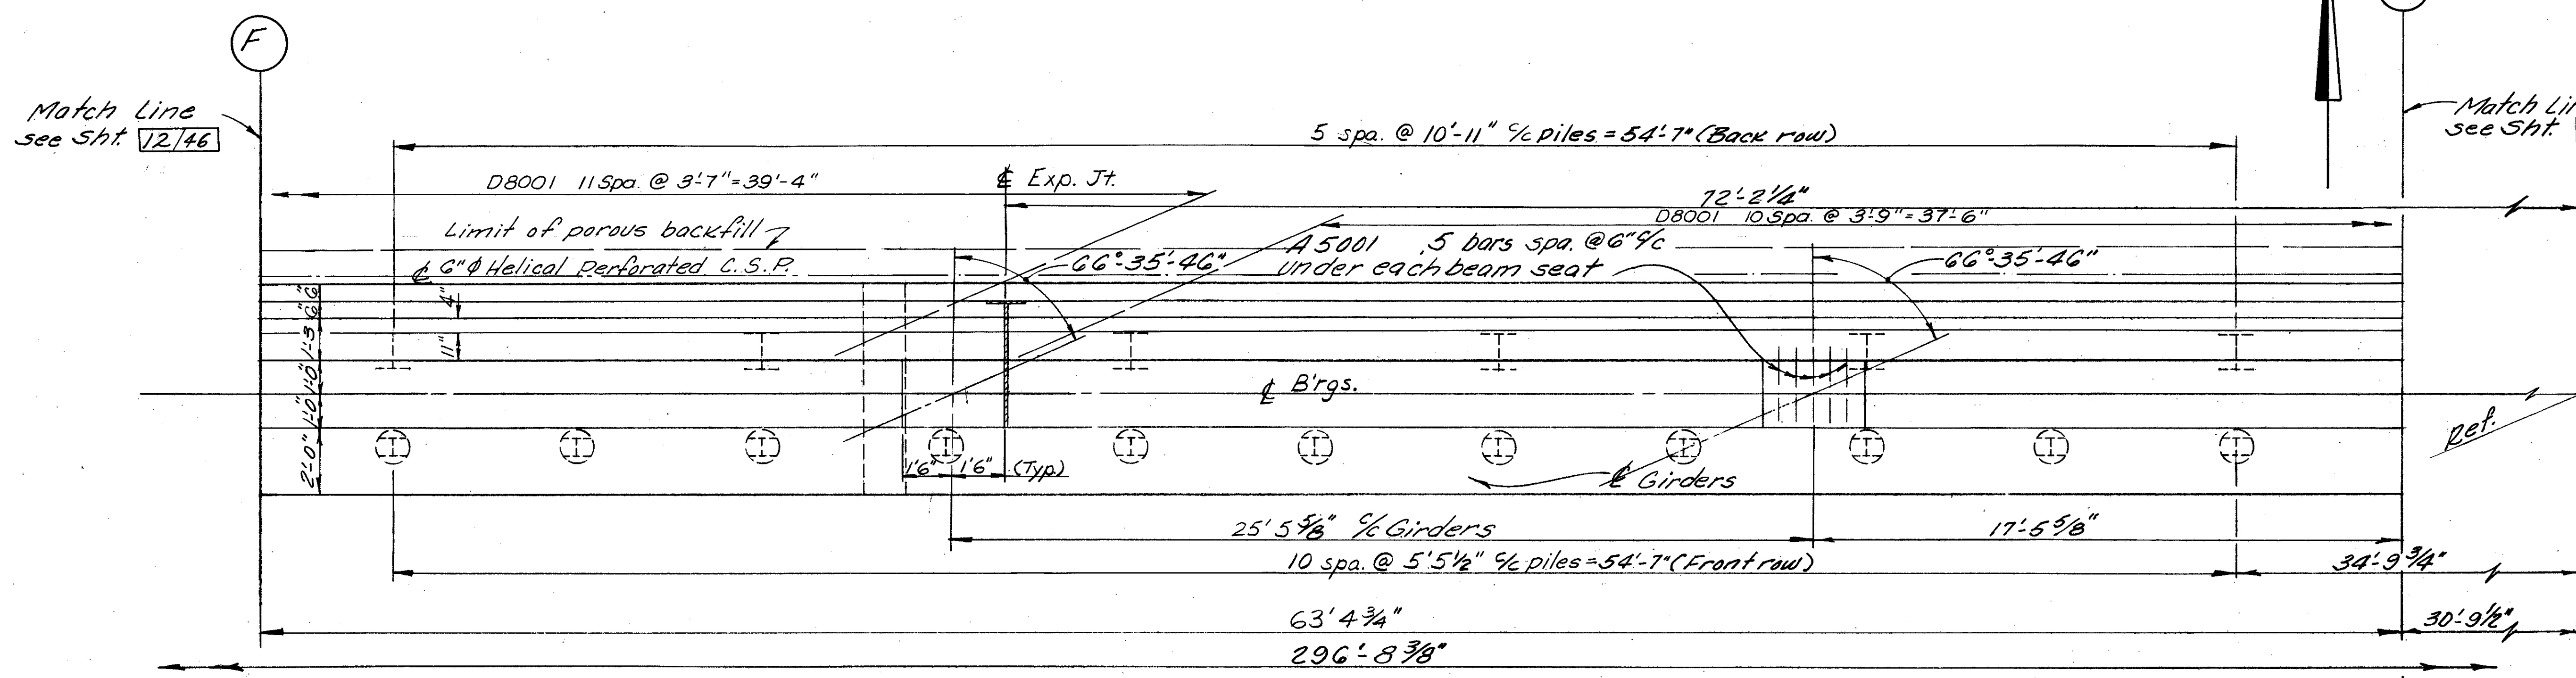 F
Match Line
see Sht. 12/46
Match Li
see Sht.
5 spa. @ 10'-11" c/c piles = 54'-7" (Back row)
D8001 11 Spa. @ 3'-7" = 39'-4"
℄ Exp. Jt.
72'-2 1/4"
D8001 10 Spa. @ 3'-9" = 37'-6"
Limit of porous backfill
A5001 5 bars spa. @ 6" c/c
under each beam seat
℄ 6" ϕ Helical Perforated C.S.P.
66°-35'-46"
66°-35'-46"
6"
6"
4"
1'-3
11"
1'-0"
1'-0"
2'-0"
℄ B'rgs.
Ref.
1'6"
1'6"
(Typ.)
℄ Girders
25' 5 5/8" c/c Girders
17'-5 5/8"
10 spa. @ 5'5 1/2" c/c piles = 54'-7" (Front row)
34'-9 3/4"
63' 4 3/4"
30'-9 1/2"
296'-8 3/8"